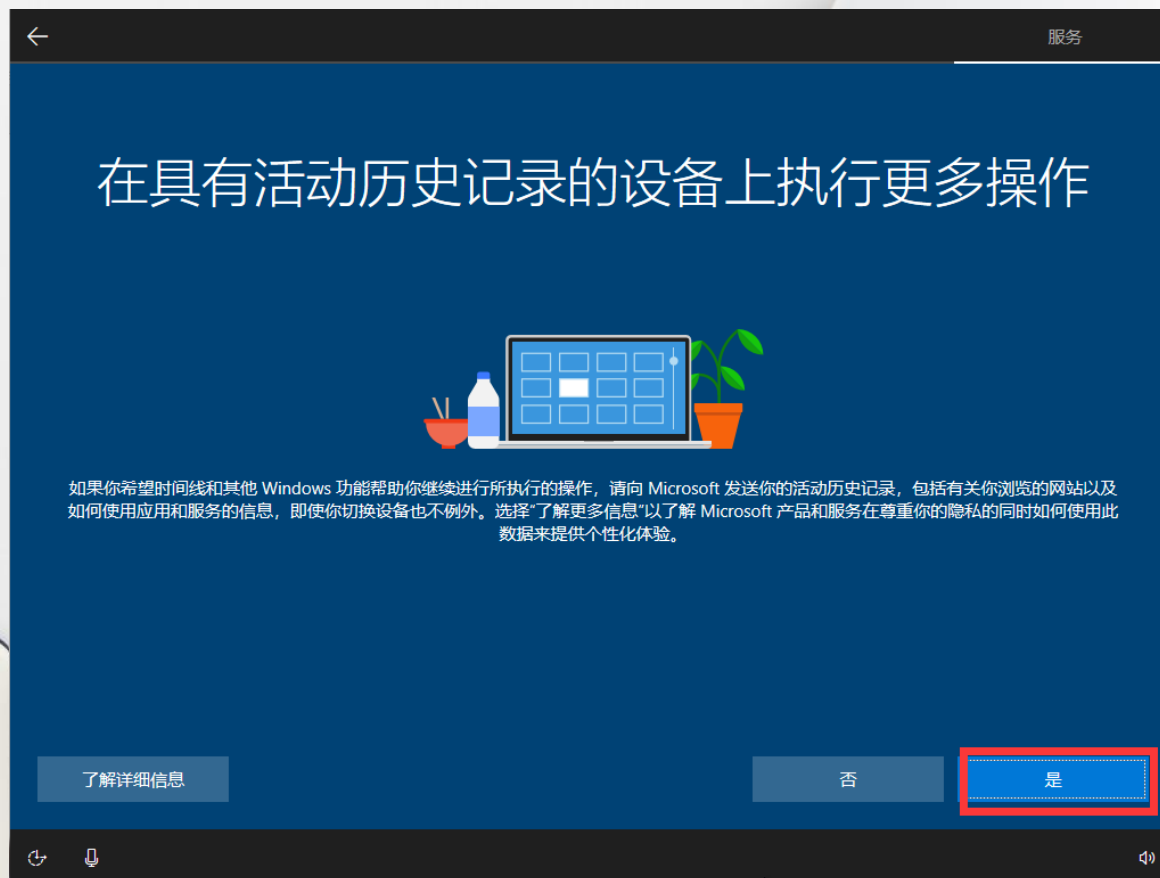 服务
在具有活动历史记录的设备上执行更多操作
如果你希望时间线和其他 Windows 功能帮助你继续进行所执行的操作，请向 Microsoft 发送你的活动历史记录，包括有关你浏览的网站以及
如何使用应用和服务的信息，即使你切换设备也不例外。选择"了解更多信息"以了解 Microsoft 产品和服务在尊重你的隐私的同时如何使用此
数据来提供个性化体验。
了解详细信息
否
是